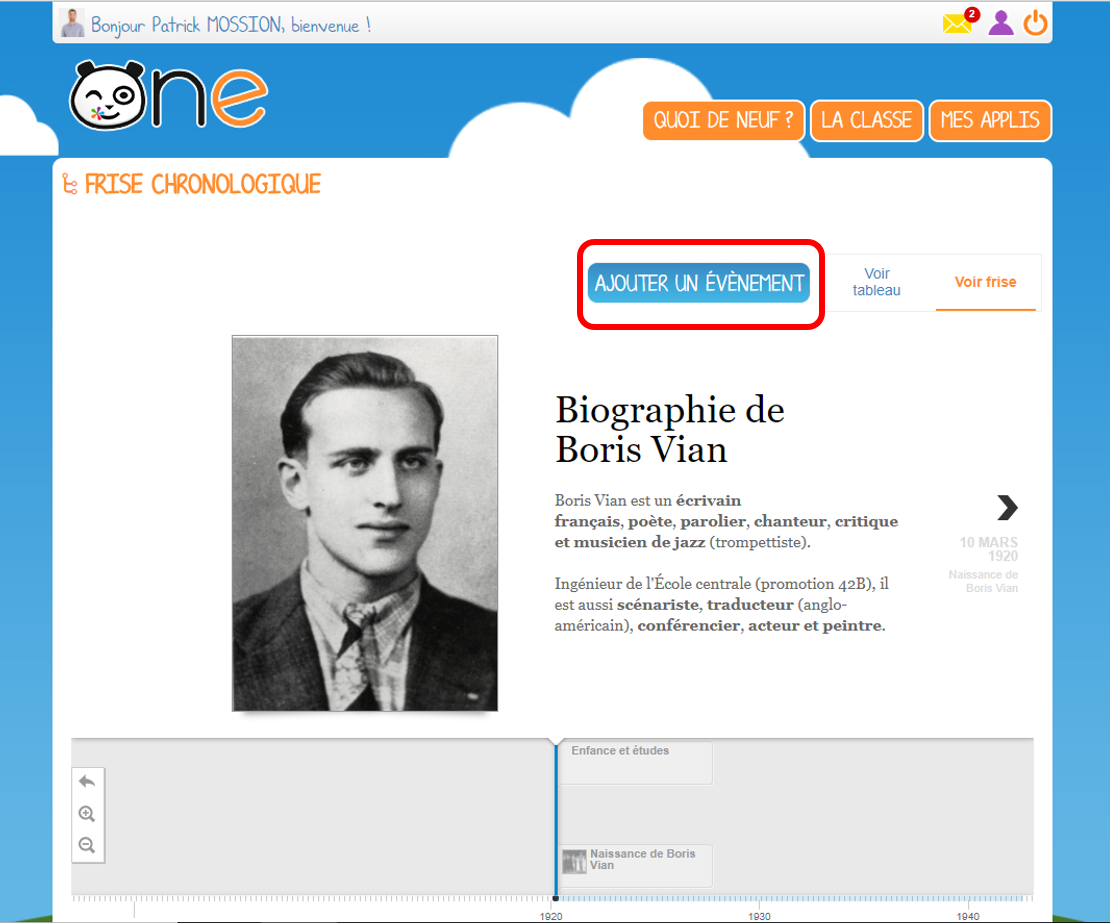 Bonjour Patrick MOSSION, bienvenue !
2
One
QUOI DE NEUF ?
LA CLASSE
MES APPLIS
FRISE CHRONOLOGIQUE
AJOUTER UN ÉVÈNEMENT
Voir
tableau
Voir frise
Biographie de
Boris Vian
Boris Vian est un écrivain
français, poète, parolier, chanteur, critique
et musicien de jazz (trompettiste).
Ingénieur de l'École centrale (promotion 42B), il
est aussi scénariste, traducteur (anglo-
américain), conférencier, acteur et peintre.
10 MARS
1920
Naissance de
Boris Vian
Enfance et études
Naissance de Boris
Vian
1920
1930
1940